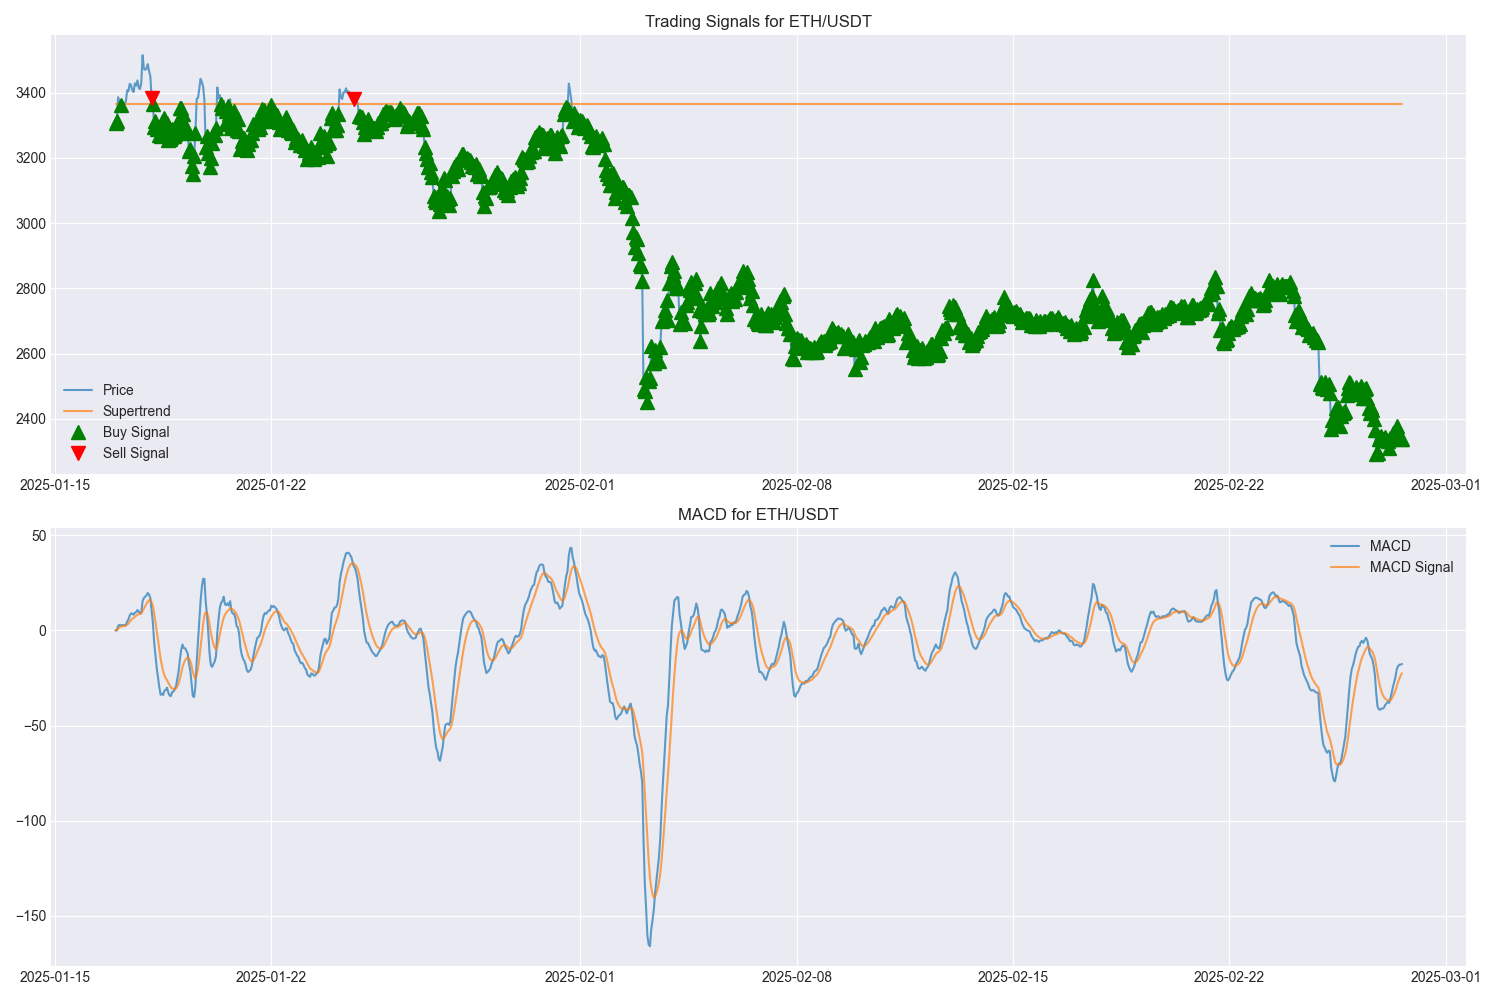 Trading Signals for ETH/USDT
3400
3200
3000
2800
2600
2400
Price
Supertrend
Buy Signal
Sell Signal
2025-01-15 2025-01-22 2025-02-01 2025-02-08 2025-02-15 2025-02-22 2025-03-01
MACD for ETH/USDT
50
0
−50
−100
−150
MACD
MACD Signal
2025-01-15 2025-01-22 2025-02-01 2025-02-08 2025-02-15 2025-02-22 2025-03-01